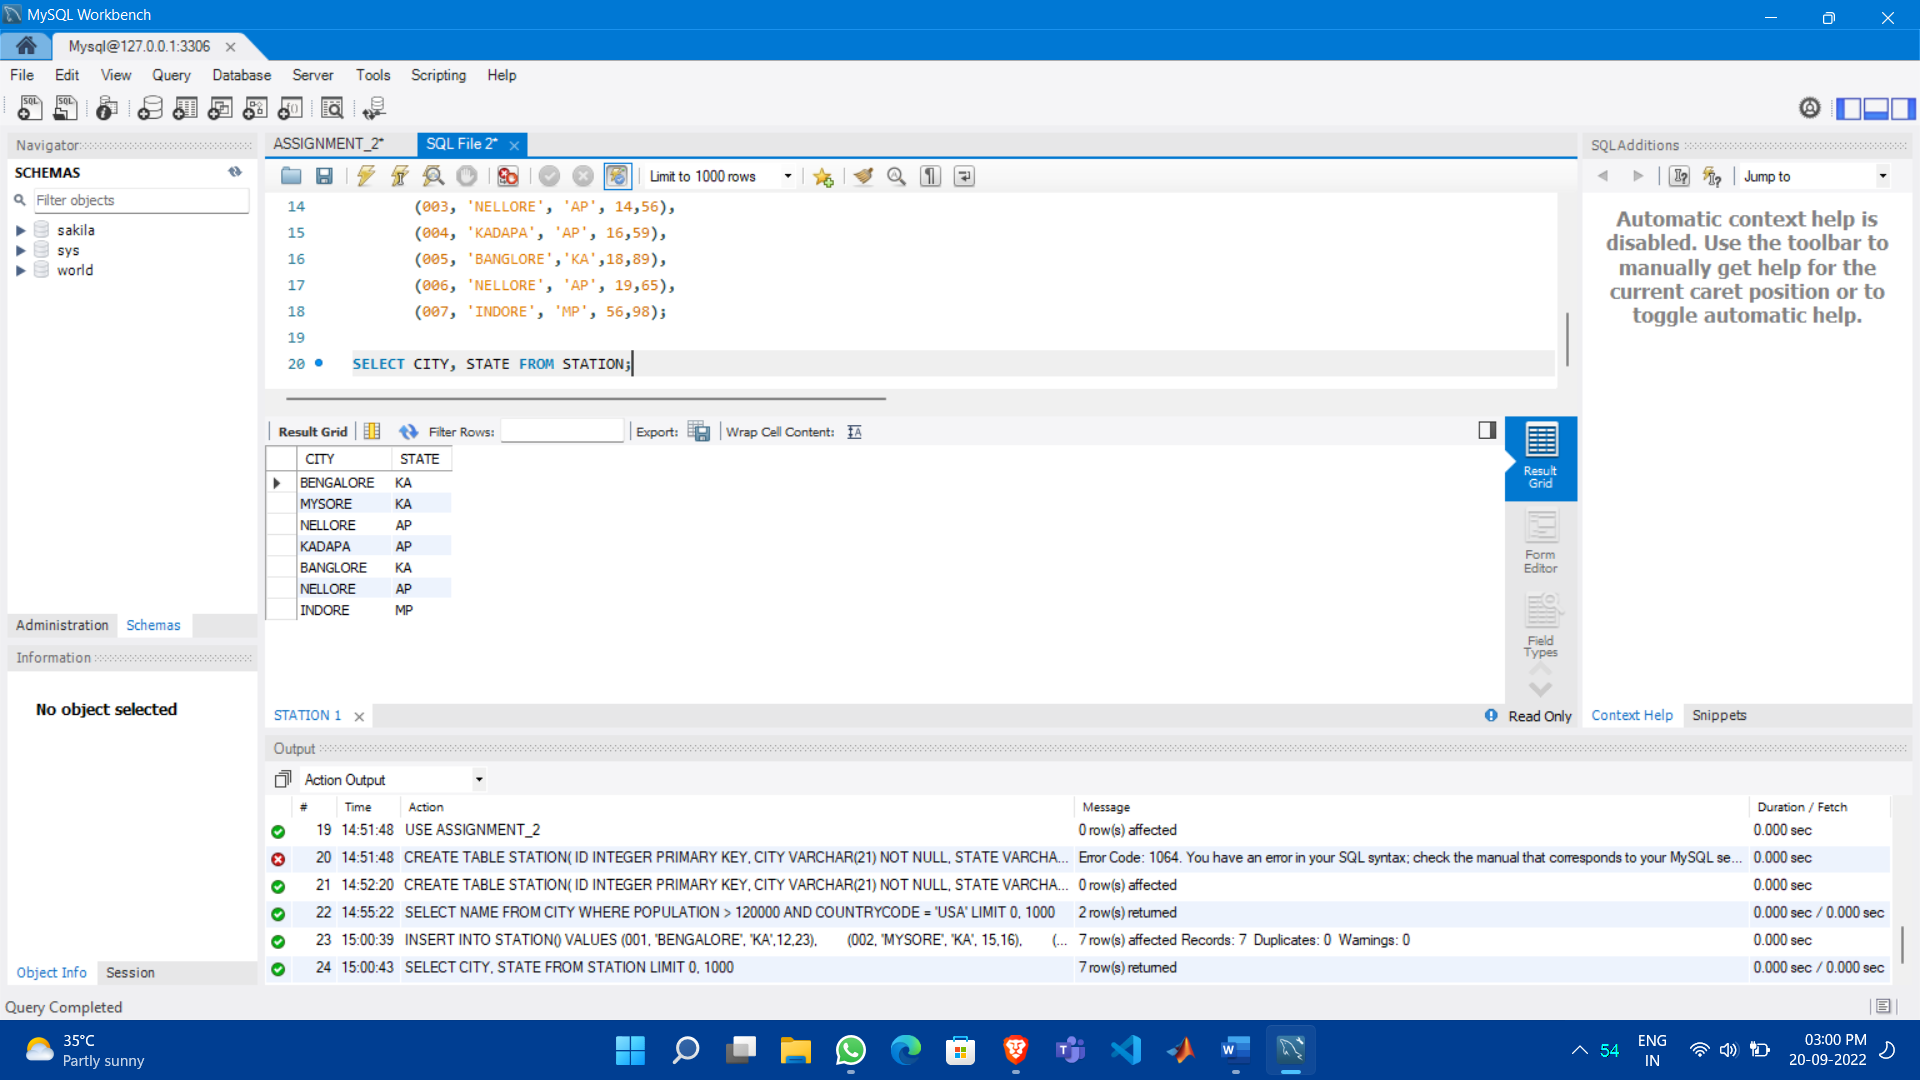 MySQL Workbench
Mysql@127.0.0.1:3306
File Edit View Query Database Server Tools Scripting Help
Navigator
SCHEMAS
Filter objects
sakila
sys
world
Administration Schemas
Information
No object selected
Object Info Session
Query Completed
ASSIGNMENT_2* SQL File 2*
Limit to 1000 rows
14 (003, 'NELLORE', 'AP', 14,56),
15 (004, 'KADAPA', 'AP', 16,59),
16 (005, 'BANGLORE','KA',18,89),
17 (006, 'NELLORE', 'AP', 19,65),
18 (007, 'INDORE', 'MP', 56,98);
19
20 SELECT CITY, STATE FROM STATION;
Result Grid Filter Rows: Export: Wrap Cell Content:
CITY STATE
BENGALORE KA
MYSORE KA
NELLORE AP
KADAPA AP
BANGLORE KA
NELLORE AP
INDORE MP
Result
Grid
Form
Editor
Field
Types
STATION 1
Read Only
SQLAdditions
Jump to
Automatic context help is
disabled. Use the toolbar to
manually get help for the
current caret position or to
toggle automatic help.
Context Help Snippets
Output
Action Output
# Time Action Message Duration / Fetch
19 14:51:48 USE ASSIGNMENT_2 0 row(s) affected 0.000 sec
20 14:51:48 CREATE TABLE STATION( ID INTEGER PRIMARY KEY, CITY VARCHAR(21) NOT NULL, STATE VARCHA... Error Code: 1064. You have an error in your SQL syntax; check the manual that corresponds to your MySQL se... 0.000 sec
21 14:52:20 CREATE TABLE STATION( ID INTEGER PRIMARY KEY, CITY VARCHAR(21) NOT NULL, STATE VARCHA... 0 row(s) affected 0.000 sec
22 14:55:22 SELECT NAME FROM CITY WHERE POPULATION > 120000 AND COUNTRYCODE = 'USA' LIMIT 0, 1000 2 row(s) returned 0.000 sec / 0.000 sec
23 15:00:39 INSERT INTO STATION() VALUES (001, 'BENGALORE', 'KA',12,23), (002, 'MYSORE', 'KA', 15,16), (... 7 row(s) affected Records: 7 Duplicates: 0 Warnings: 0 0.000 sec
24 15:00:43 SELECT CITY, STATE FROM STATION LIMIT 0, 1000 7 row(s) returned 0.000 sec / 0.000 sec
35°C
Partly sunny
54
ENG
IN
03:00 PM
20-09-2022